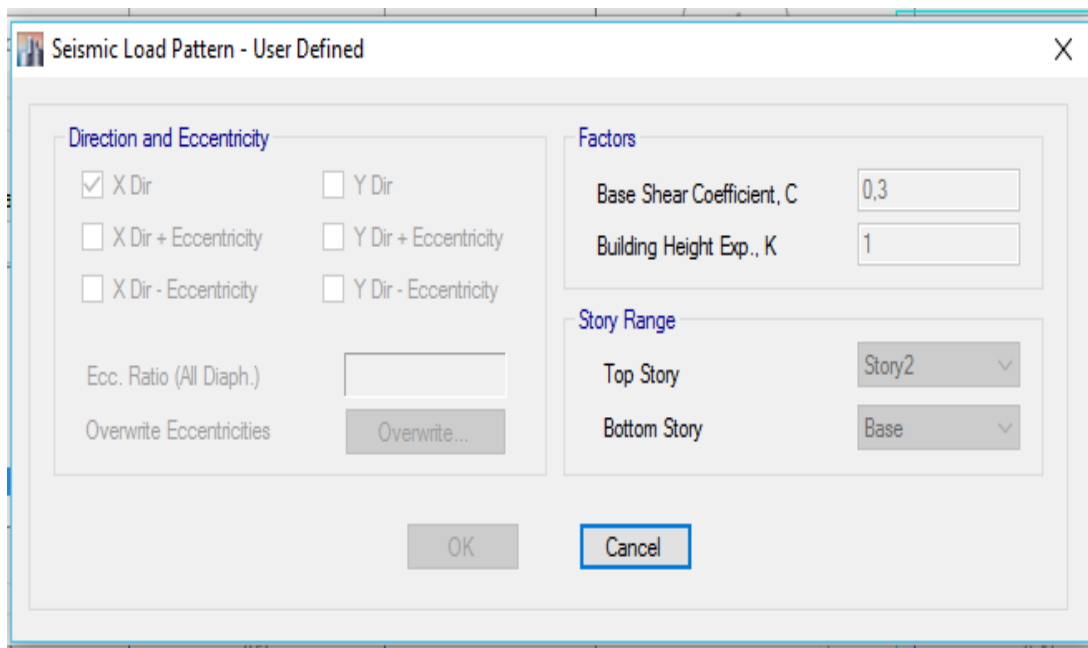 Seismic Load Pattern - User Defined
Direction and Eccentricity
X Dir
Y Dir
X Dir + Eccentricity
Y Dir + Eccentricity
X Dir - Eccentricity
Y Dir - Eccentricity
Ecc. Ratio (All Diaph.)
Overwrite Eccentricities
Overwrite...
Factors
Base Shear Coefficient, C
0,3
Building Height Exp., K
1
Story Range
Top Story
Story2
Bottom Story
Base
OK
Cancel